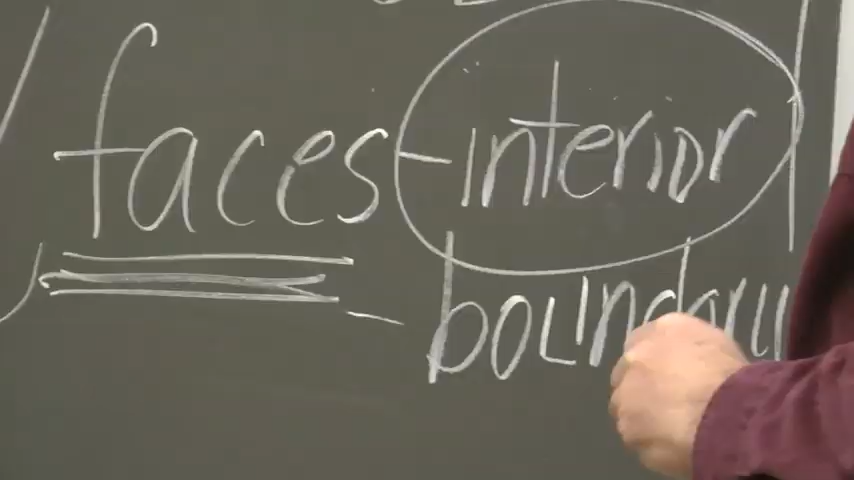 faces - interior
- boundary